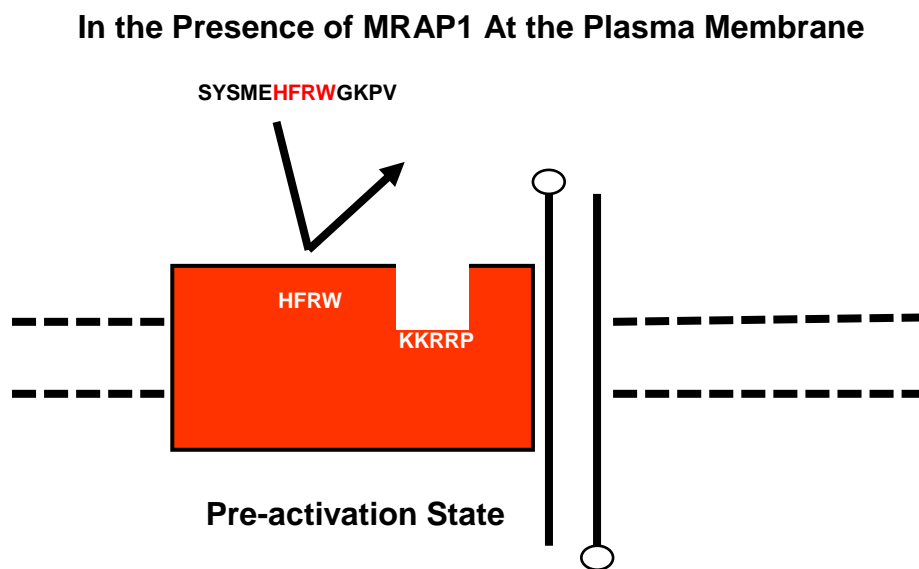 In the Presence of MRAP1 At the Plasma Membrane
SYSMEHFRWGKPV
HFRW
KKRRP
Pre-activation State